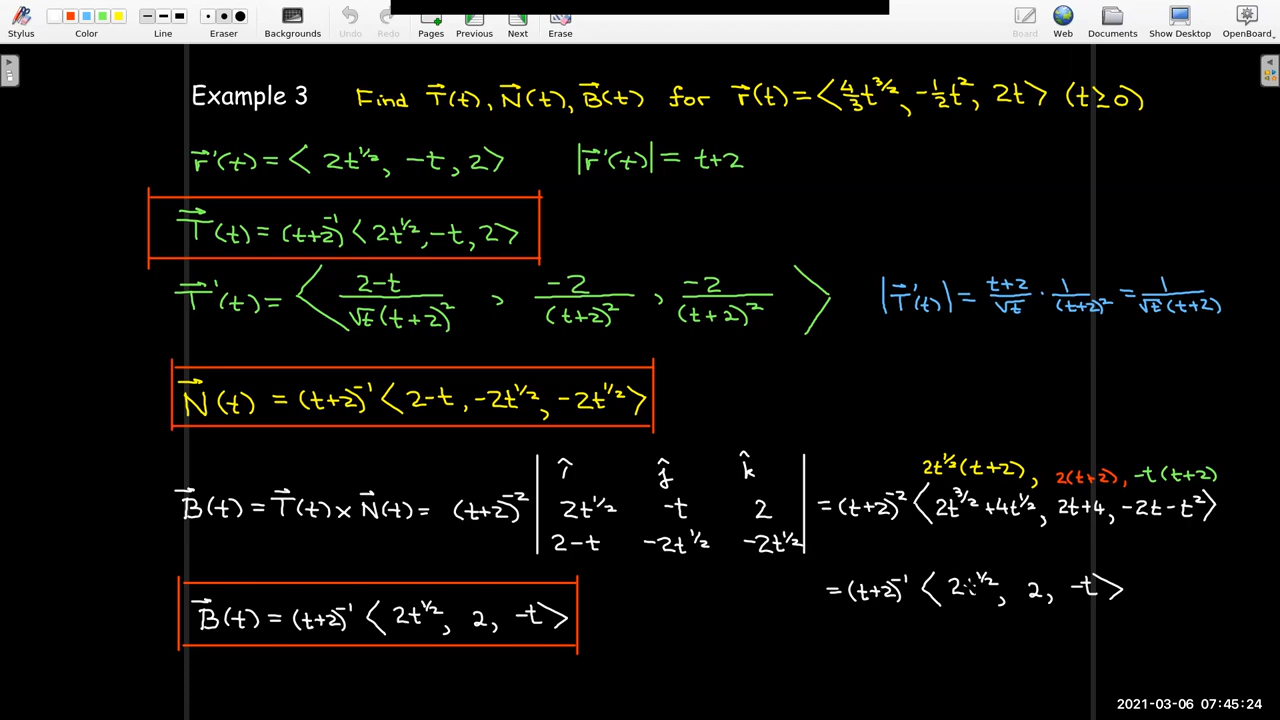 Stylus Color Line Eraser Backgrounds Undo Redo Pages Previous Next Erase Board Web Documents Show Desktop OpenBoard
Example 3 Find T⃗(t), N⃗(t), B⃗(t) for r⃗(t) = ⟨4/3 t^(3/2), -1/2 t², 2t⟩ (t ≥ 0)
r⃗'(t) = ⟨2t^(1/2), -t, 2⟩ |r⃗'(t)| = t+2
T⃗(t) = (t+2)^(-1) ⟨2t^(1/2), -t, 2⟩
T⃗'(t) = ⟨(2-t)/(√t(t+2)²), -2/(t+2)², -2/(t+2)²⟩ |T⃗'(t)| = (t+2)/√t · 1/(t+2)² = 1/(√t(t+2))
N⃗(t) = (t+2)^(-1) ⟨2-t, -2t^(1/2), -2t^(1/2)⟩
2t^(1/2)(t+2), 2(t+2), -t(t+2)
B⃗(t) = T⃗(t) × N⃗(t) = (t+2)^(-2) | î ĵ k̂ ; 2t^(1/2) -t 2 ; 2-t -2t^(1/2) -2t^(1/2) | = (t+2)^(-2) ⟨2t^(3/2)+4t^(1/2), 2t+4, -2t-t²⟩
= (t+2)^(-1) ⟨2t^(1/2), 2, -t⟩
B⃗(t) = (t+2)^(-1) ⟨2t^(1/2), 2, -t⟩
2021-03-06 07:45:24